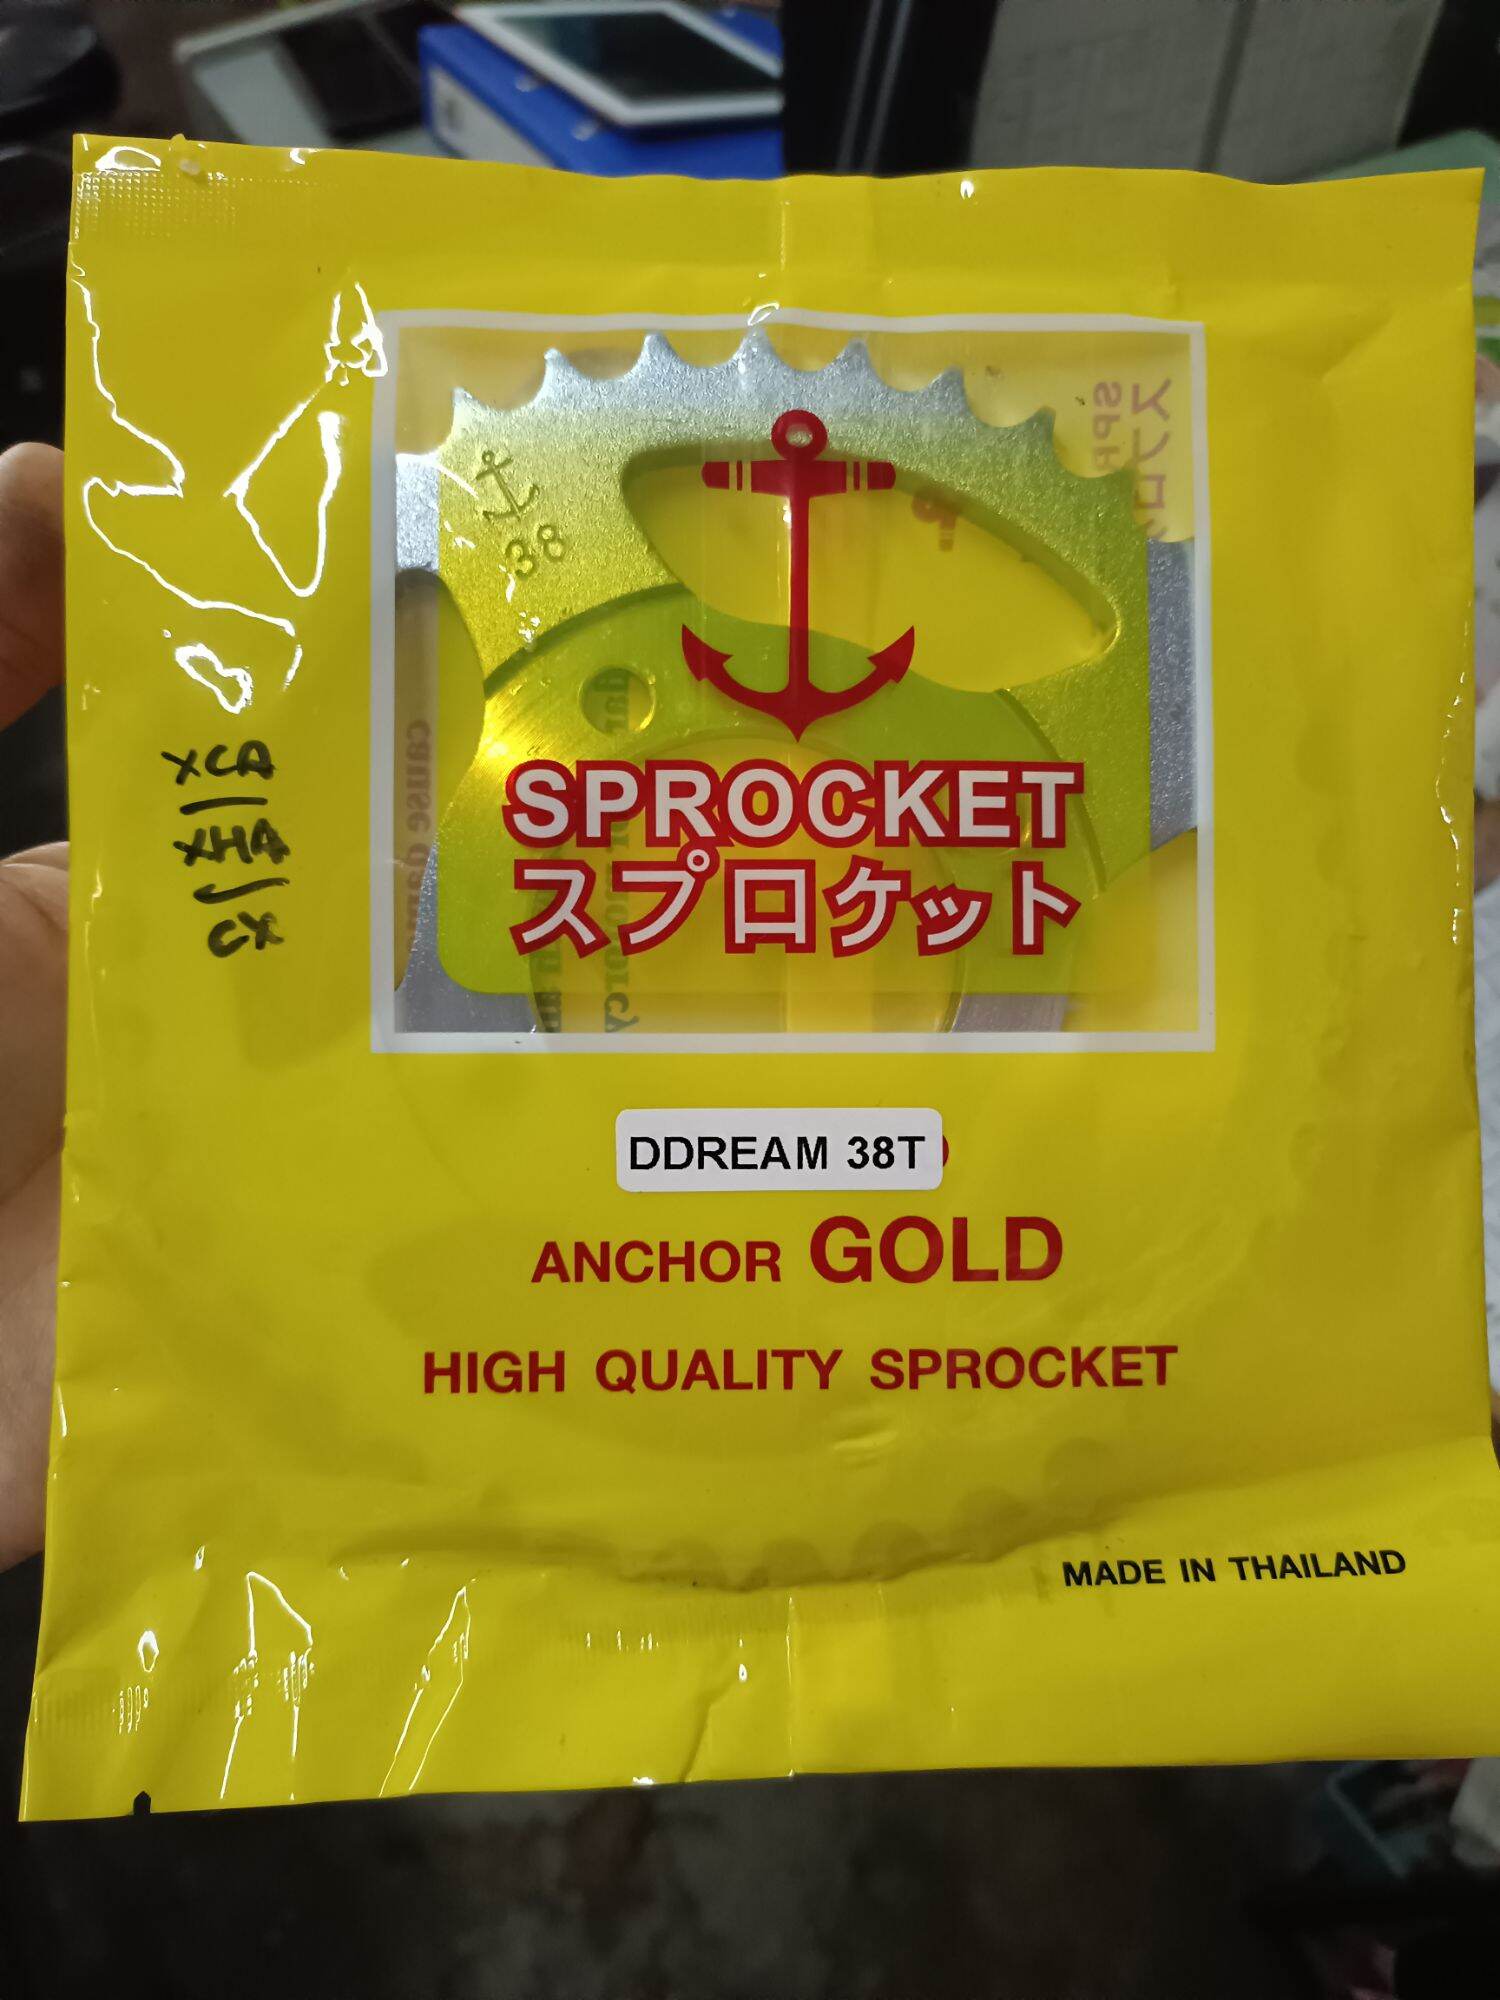 38
SPROCKET
スプロケット
DDREAM 38T
ANCHOR GOLD
HIGH QUALITY SPROCKET
MADE IN THAILAND
XCA
XHA
CX